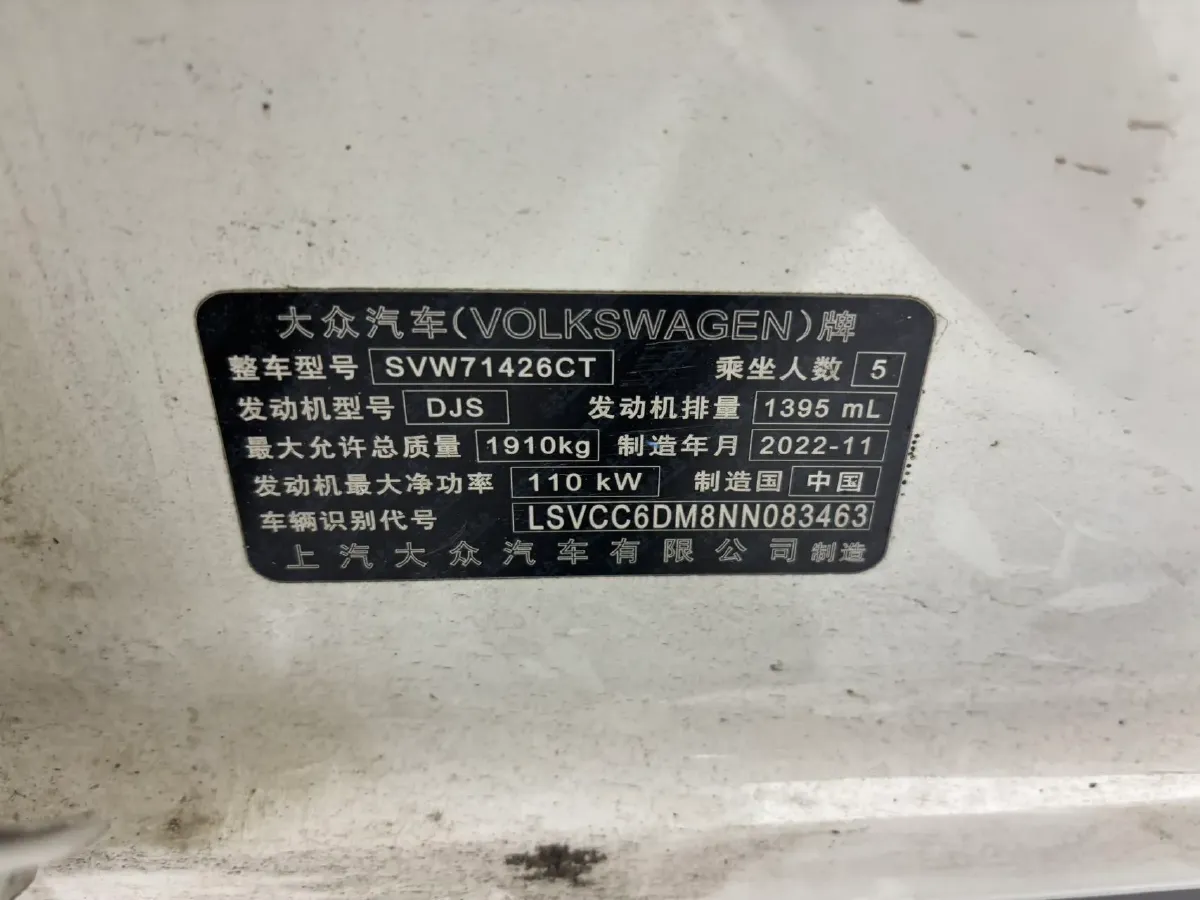 大众汽车(VOLKSWAGEN)牌
整车型号 SVW71426CT 乘坐人数 5
发动机型号 DJS 发动机排量 1395 mL
最大允许总质量 1910kg 制造年月 2022-11
发动机最大净功率 110 kW 制造国 中国
车辆识别代号 LSVCC6DM8NN083463
上汽大众汽车有限公司 制造